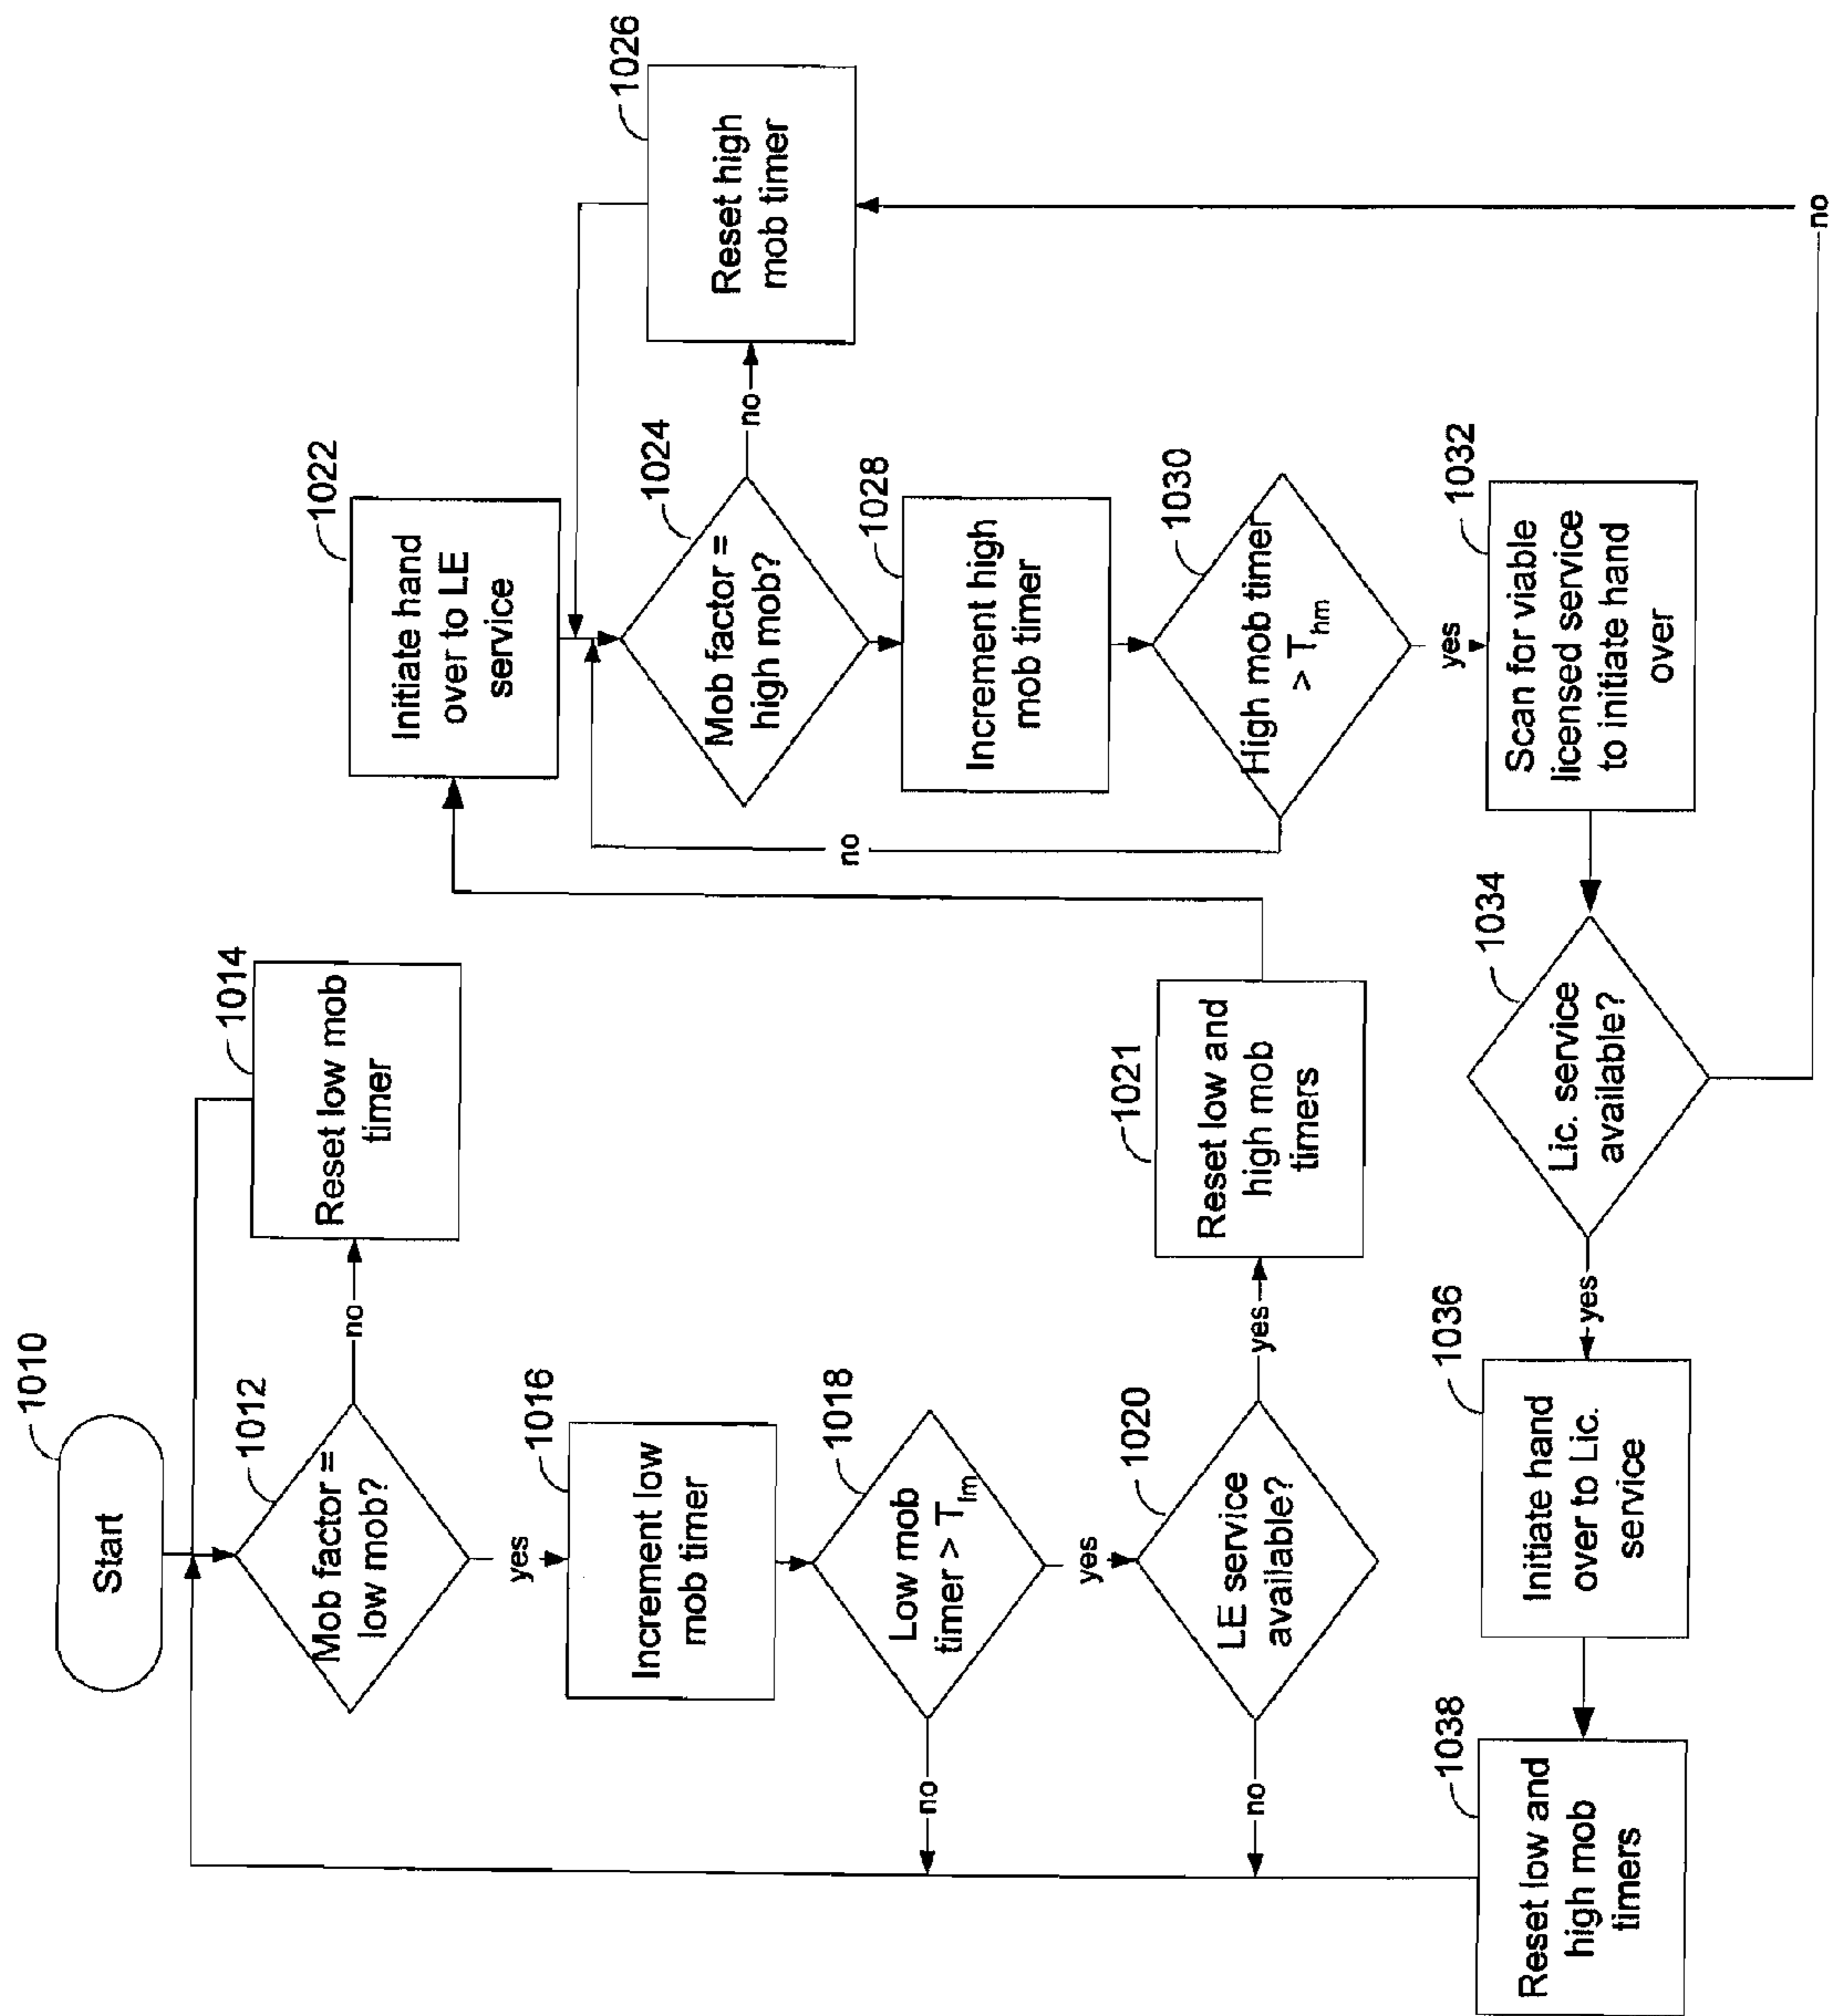 1010
Start
1012
Mob factor =
low mob?
no
1014
Reset low mob
timer
yes
1016
Increment low
mob timer
1018
Low mob
timer > Tlm
no
yes
1020
LE service
available?
no
yes
1021
Reset low and
high mob
timers
1022
Initiate hand
over to LE
service
1024
Mob factor =
high mob?
no
1026
Reset high
mob timer
1028
Increment high
mob timer
1030
High mob timer
> Thm
no
yes
1032
Scan for viable
licensed service
to initiate hand
over
1034
Lic. service
available?
no
yes
1036
Initiate hand
over to Lic.
service
1038
Reset low and
high mob
timers